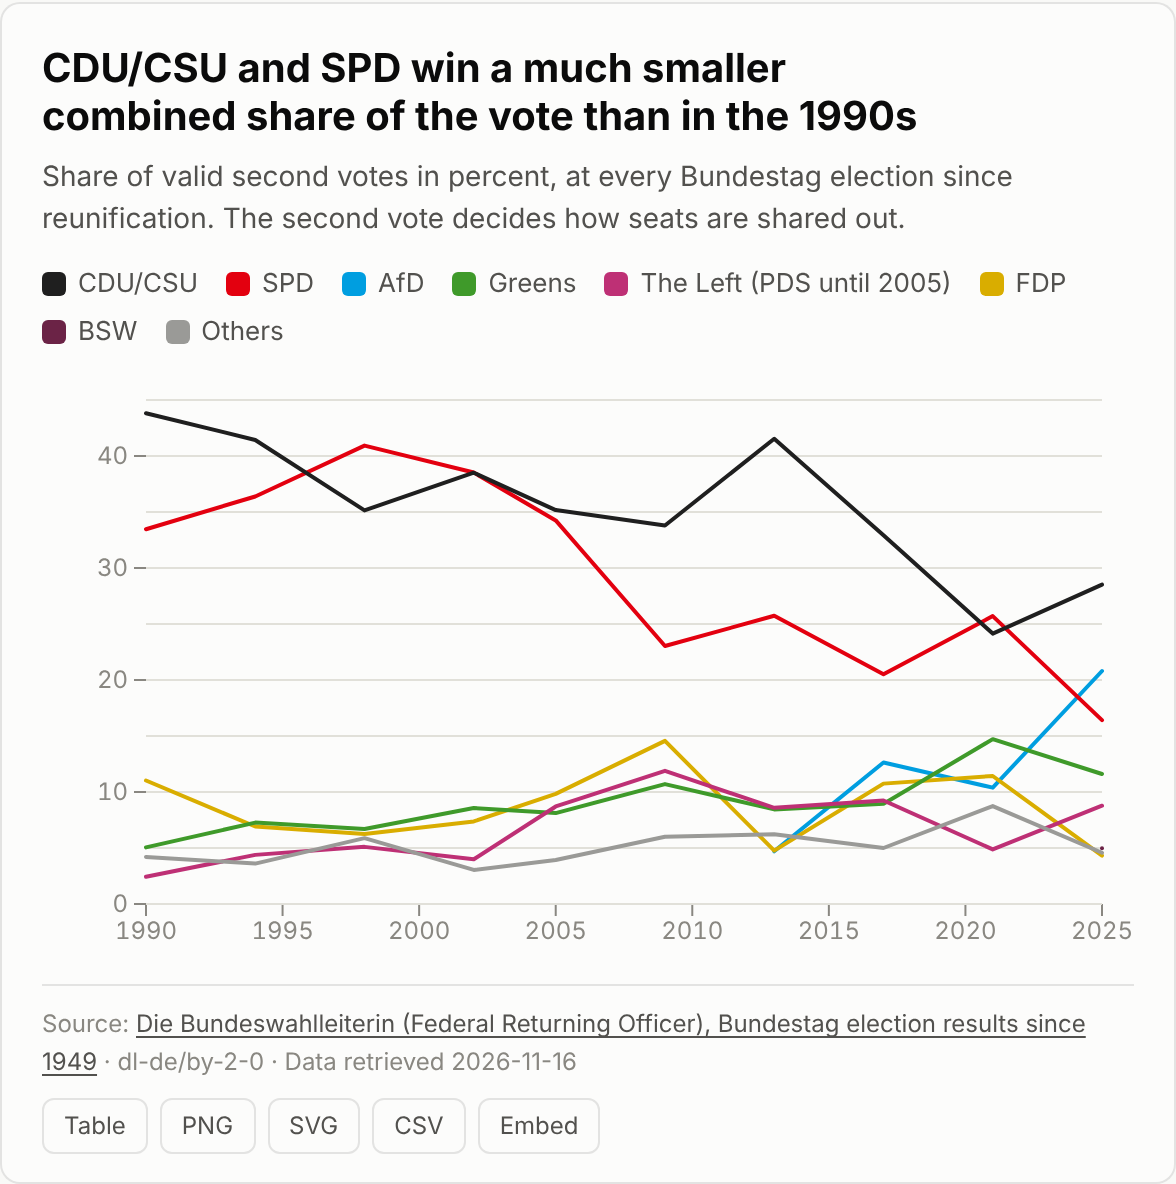 CDU/CSU and SPD win a much smaller
combined share of the vote than in the 1990s
Share of valid second votes in percent, at every Bundestag election since
reunification. The second vote decides how seats are shared out.
CDU/CSU SPD AfD Greens The Left (PDS until 2005) FDP
BSW Others
40
30
20
10
0
1990 1995 2000 2005 2010 2015 2020 2025
Source: Die Bundeswahlleiterin (Federal Returning Officer), Bundestag election results since
1949 · dl-de/by-2-0 · Data retrieved 2026-11-16
Table PNG SVG CSV Embed